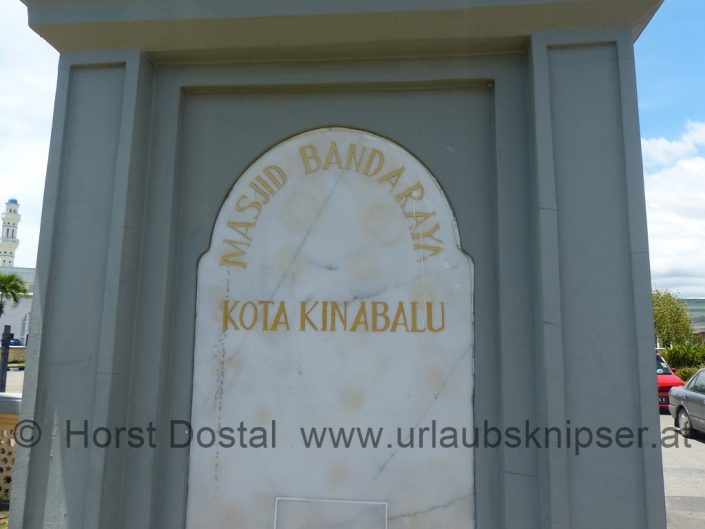 MASJID BANDARAYA
KOTA KINABALU
© Horst Dostal www.urlaubsknipser.at